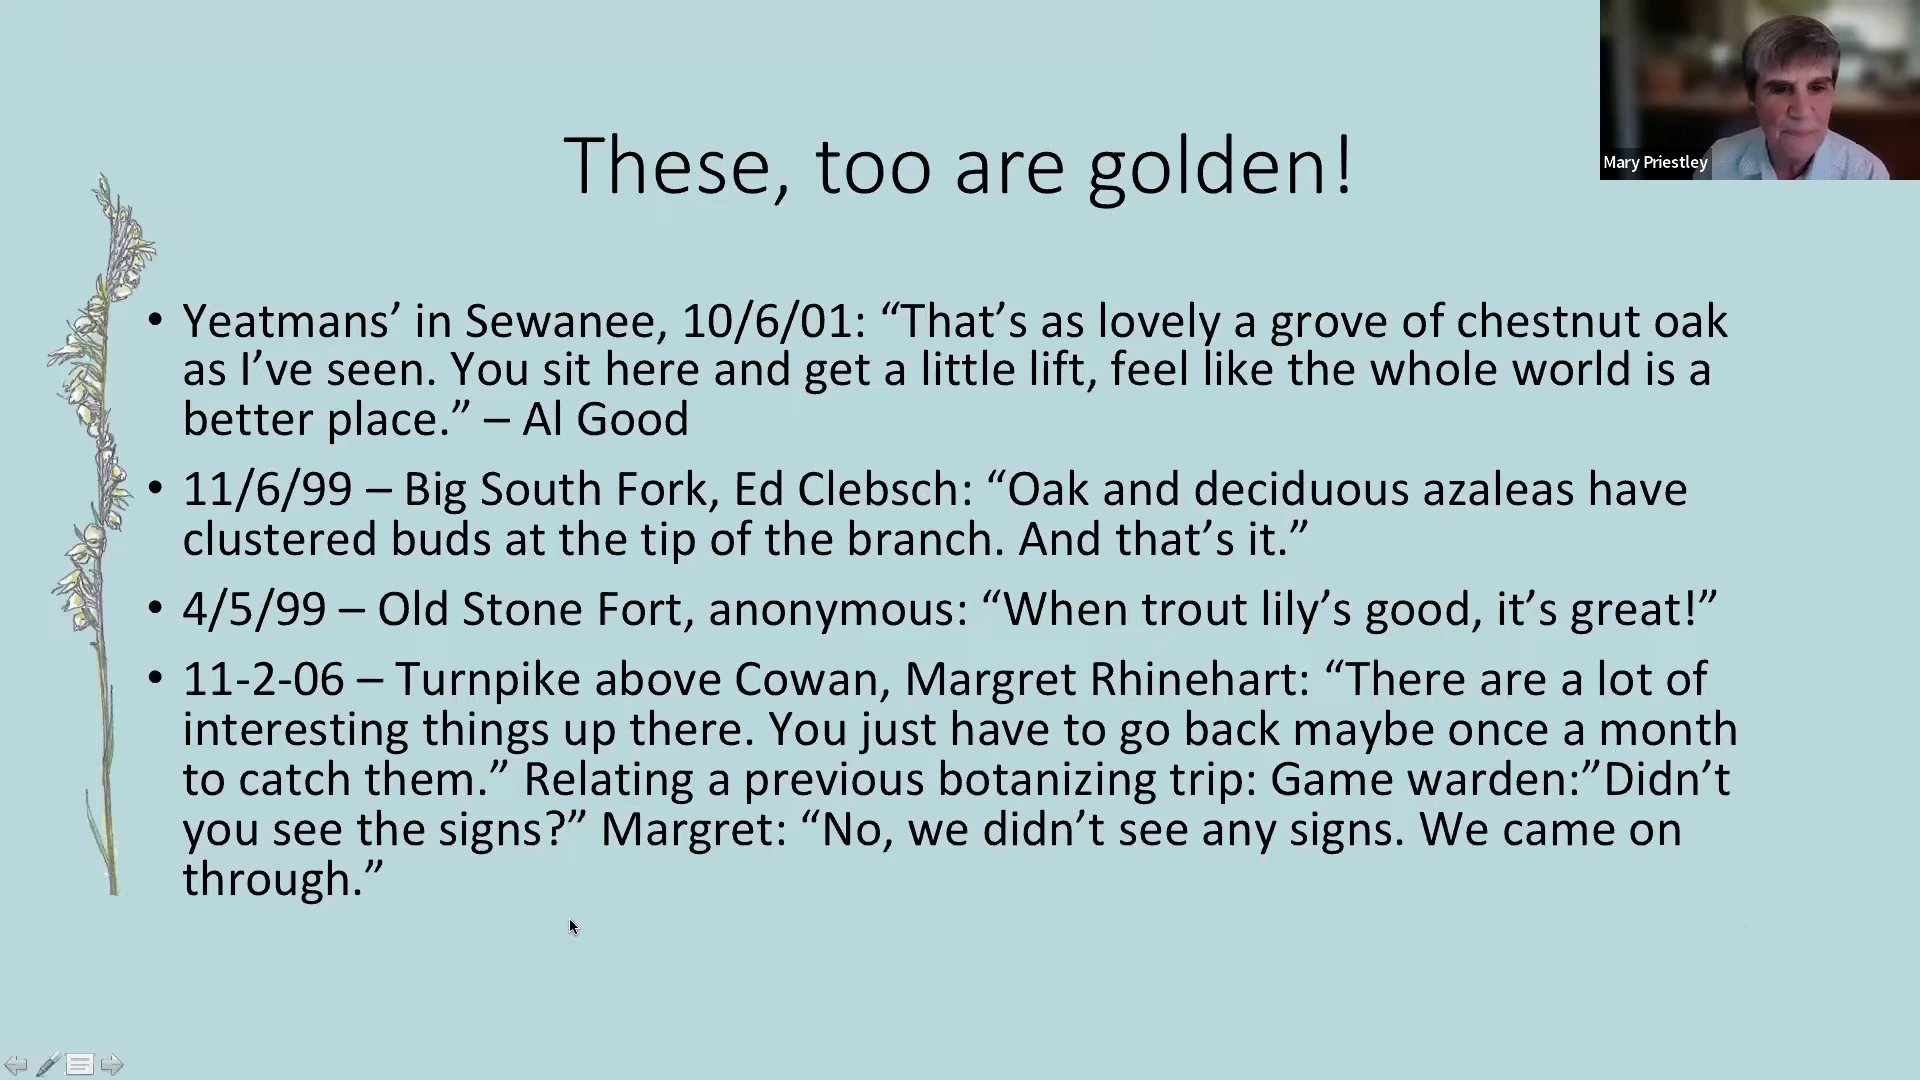 These, too are golden!
Mary Priestley
• Yeatmans’ in Sewanee, 10/6/01: “That’s as lovely a grove of chestnut oak
as I’ve seen. You sit here and get a little lift, feel like the whole world is a
better place.” – Al Good
• 11/6/99 – Big South Fork, Ed Clebsch: “Oak and deciduous azaleas have
clustered buds at the tip of the branch. And that’s it.”
• 4/5/99 – Old Stone Fort, anonymous: “When trout lily’s good, it’s great!”
• 11-2-06 – Turnpike above Cowan, Margret Rhinehart: “There are a lot of
interesting things up there. You just have to go back maybe once a month
to catch them.” Relating a previous botanizing trip: Game warden:”Didn’t
you see the signs?” Margret: “No, we didn’t see any signs. We came on
through.”